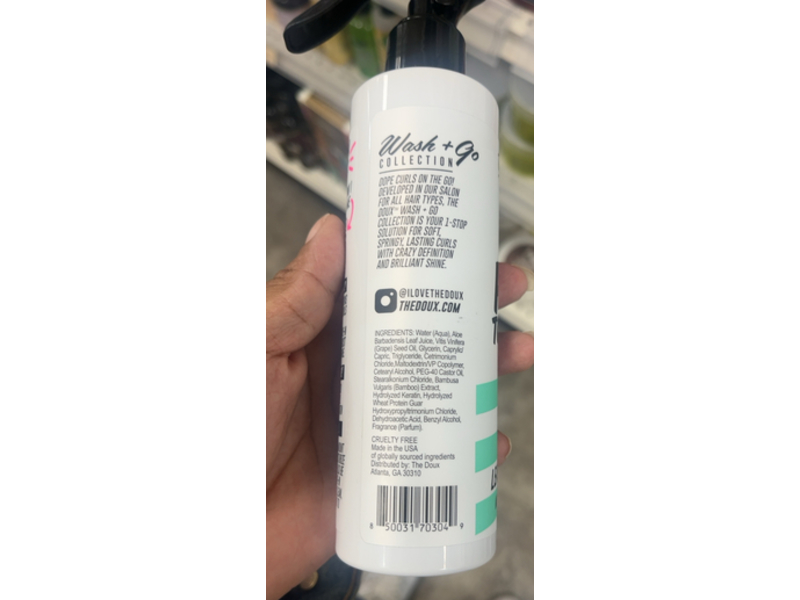 Wash + Go
COLLECTION
DOPE CURLS ON THE GO!
DEVELOPED IN OUR SALON
FOR ALL HAIR TYPES, THE
DOUX™ WASH + GO
COLLECTION IS YOUR 1-STOP
SOLUTION FOR SOFT,
SPRINGY, LASTING CURLS
WITH CRAZY DEFINITION
AND BRILLIANT SHINE.
@ILOVETHEDOUX
THEDOUX.COM
INGREDIENTS: Water (Aqua), Aloe
Barbadensis Leaf Juice, Vitis Vinifera
(Grape) Seed Oil, Glycerin, Caprylic/
Capric, Triglyceride, Cetrimonium
Chloride,Maltodextrin/VP Copolymer,
Cetearyl Alcohol, PEG-40 Castor Oil,
Stearalkonium Chloride, Bambusa
Vulgaris (Bamboo) Extract,
Hydrolyzed Keratin, Hydrolyzed
Wheat Protein Guar
Hydroxypropyltrimonium Chloride,
Dehydroacetic Acid, Benzyl Alcohol,
Fragrance (Parfum).
CRUELTY FREE
Made in the USA
of globally sourced ingredients
Distributed by: The Doux
Atlanta, GA 30310
8 50031 70304 9